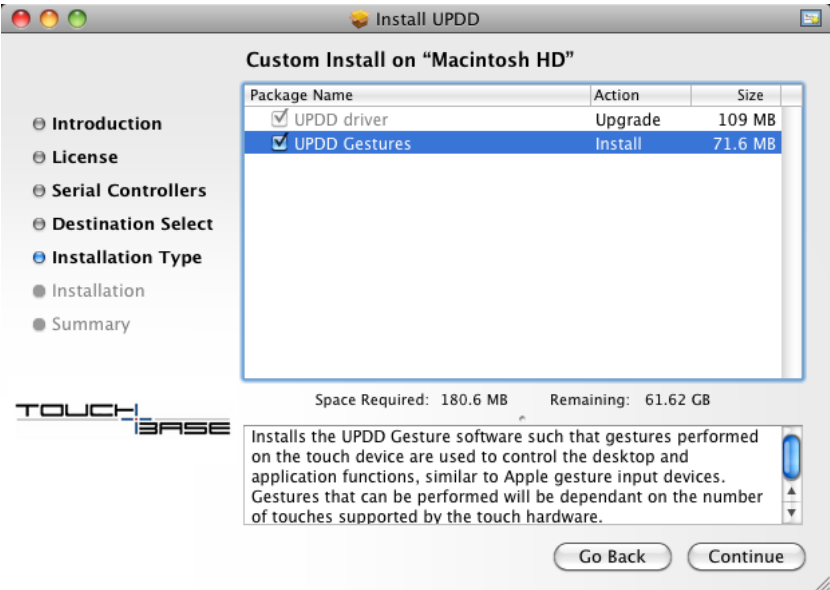 Install UPDD
Custom Install on “Macintosh HD”
Package Name Action Size
UPDD driver Upgrade 109 MB
UPDD Gestures Install 71.6 MB
Introduction
License
Serial Controllers
Destination Select
Installation Type
Installation
Summary
TOUCH
BASE
Space Required: 180.6 MB Remaining: 61.62 GB
Installs the UPDD Gesture software such that gestures performed
on the touch device are used to control the desktop and
application functions, similar to Apple gesture input devices.
Gestures that can be performed will be dependant on the number
of touches supported by the touch hardware.
Go Back Continue